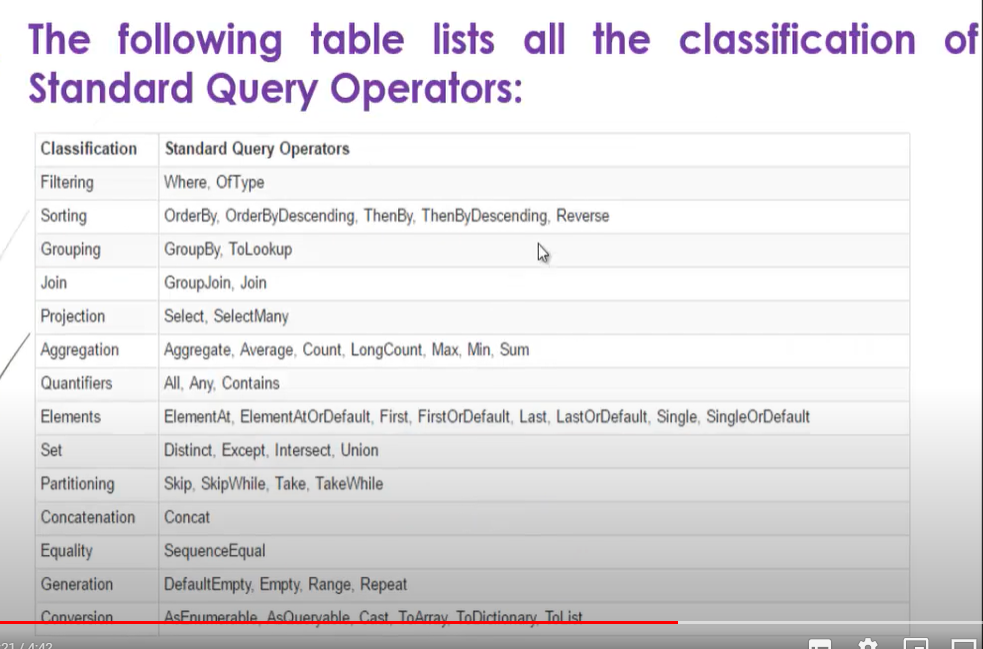 The following table lists all the classification of
Standard Query Operators:
Classification Standard Query Operators
Filtering Where, OfType
Sorting OrderBy, OrderByDescending, ThenBy, ThenByDescending, Reverse
Grouping GroupBy, ToLookup
Join GroupJoin, Join
Projection Select, SelectMany
Aggregation Aggregate, Average, Count, LongCount, Max, Min, Sum
Quantifiers All, Any, Contains
Elements ElementAt, ElementAtOrDefault, First, FirstOrDefault, Last, LastOrDefault, Single, SingleOrDefault
Set Distinct, Except, Intersect, Union
Partitioning Skip, SkipWhile, Take, TakeWhile
Concatenation Concat
Equality SequenceEqual
Generation DefaultEmpty, Empty, Range, Repeat
Conversion AsEnumerable, AsQueryable, Cast, ToArray, ToDictionary, ToList
21 / 4:42